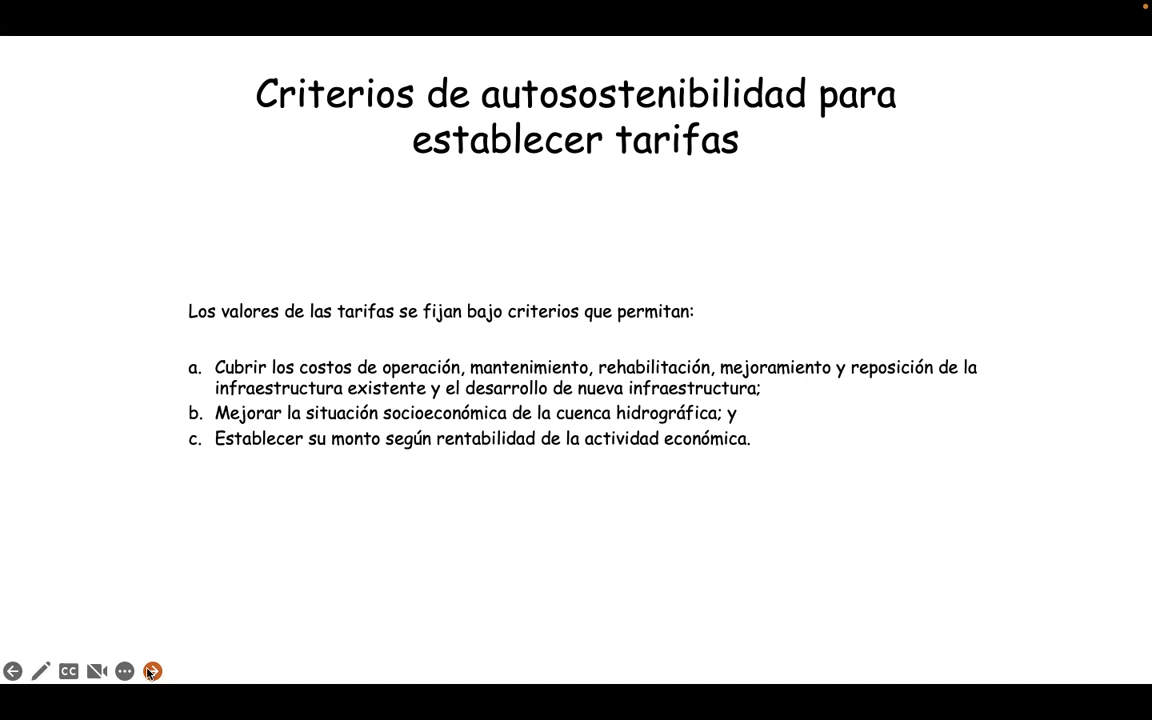 Criterios de autosostenibilidad para
establecer tarifas
Los valores de las tarifas se fijan bajo criterios que permitan:
a. Cubrir los costos de operación, mantenimiento, rehabilitación, mejoramiento y reposición de la
infraestructura existente y el desarrollo de nueva infraestructura;
b. Mejorar la situación socioeconómica de la cuenca hidrográfica; y
c. Establecer su monto según rentabilidad de la actividad económica.
CC